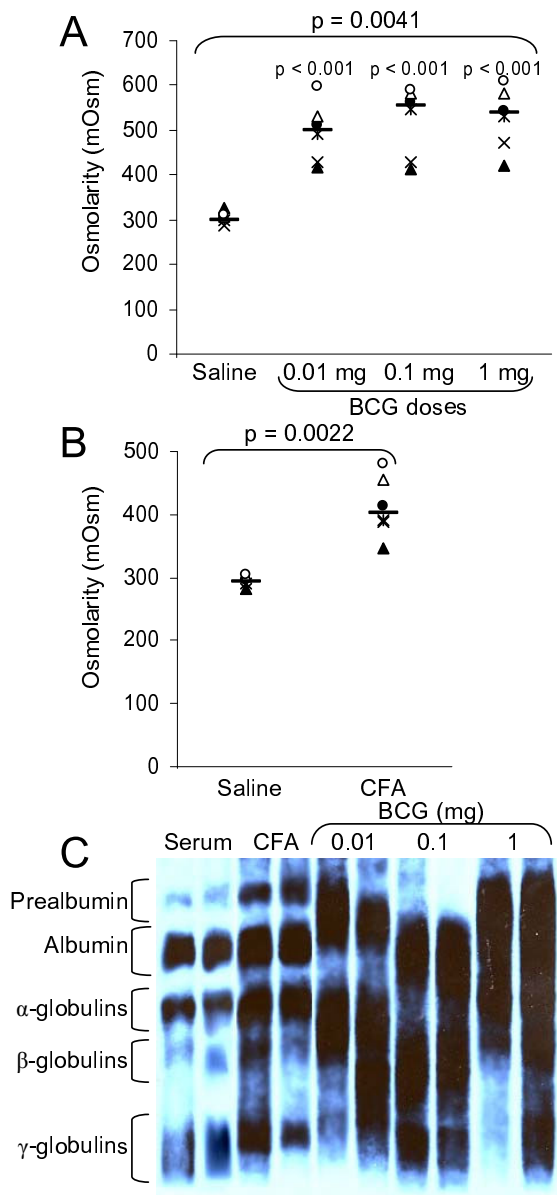 A
p = 0.0041
700
600
500
400
300
200
100
0
Osmolarity (mOsm)
p < 0.001 p < 0.001 p < 0.001
Saline 0.01 mg 0.1 mg 1 mg
BCG doses
B
p = 0.0022
500
400
300
200
100
0
Osmolarity (mOsm)
Saline CFA
C
BCG (mg)
Serum CFA 0.01 0.1 1
Prealbumin
Albumin
α-globulins
β-globulins
γ-globulins